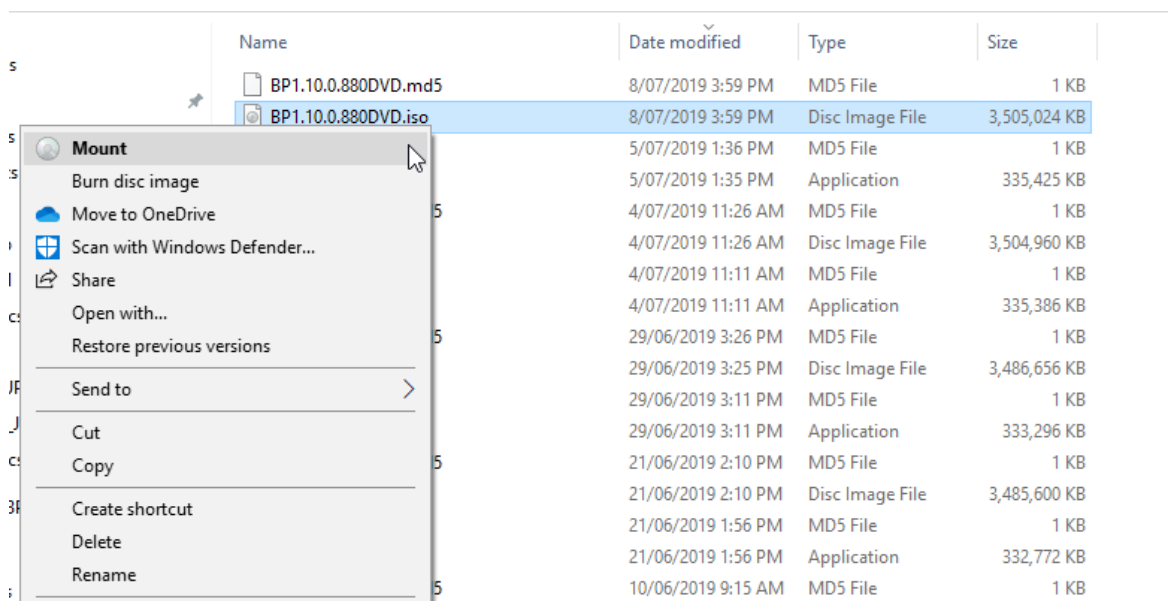 Name Date modified Type Size
BP1.10.0.880DVD.md5 8/07/2019 3:59 PM MD5 File 1 KB
BP1.10.0.880DVD.iso 8/07/2019 3:59 PM Disc Image File 3,505,024 KB
Mount 5/07/2019 1:36 PM MD5 File 1 KB
Burn disc image 5/07/2019 1:35 PM Application 335,425 KB
Move to OneDrive 4/07/2019 11:26 AM MD5 File 1 KB
Scan with Windows Defender... 4/07/2019 11:26 AM Disc Image File 3,504,960 KB
Share 4/07/2019 11:11 AM MD5 File 1 KB
Open with... 4/07/2019 11:11 AM Application 335,386 KB
Restore previous versions 29/06/2019 3:26 PM MD5 File 1 KB
29/06/2019 3:25 PM Disc Image File 3,486,656 KB
Send to 29/06/2019 3:11 PM MD5 File 1 KB
Cut 29/06/2019 3:11 PM Application 333,296 KB
Copy 21/06/2019 2:10 PM MD5 File 1 KB
21/06/2019 2:10 PM Disc Image File 3,485,600 KB
Create shortcut 21/06/2019 1:56 PM MD5 File 1 KB
Delete 21/06/2019 1:56 PM Application 332,772 KB
Rename 10/06/2019 9:15 AM MD5 File 1 KB